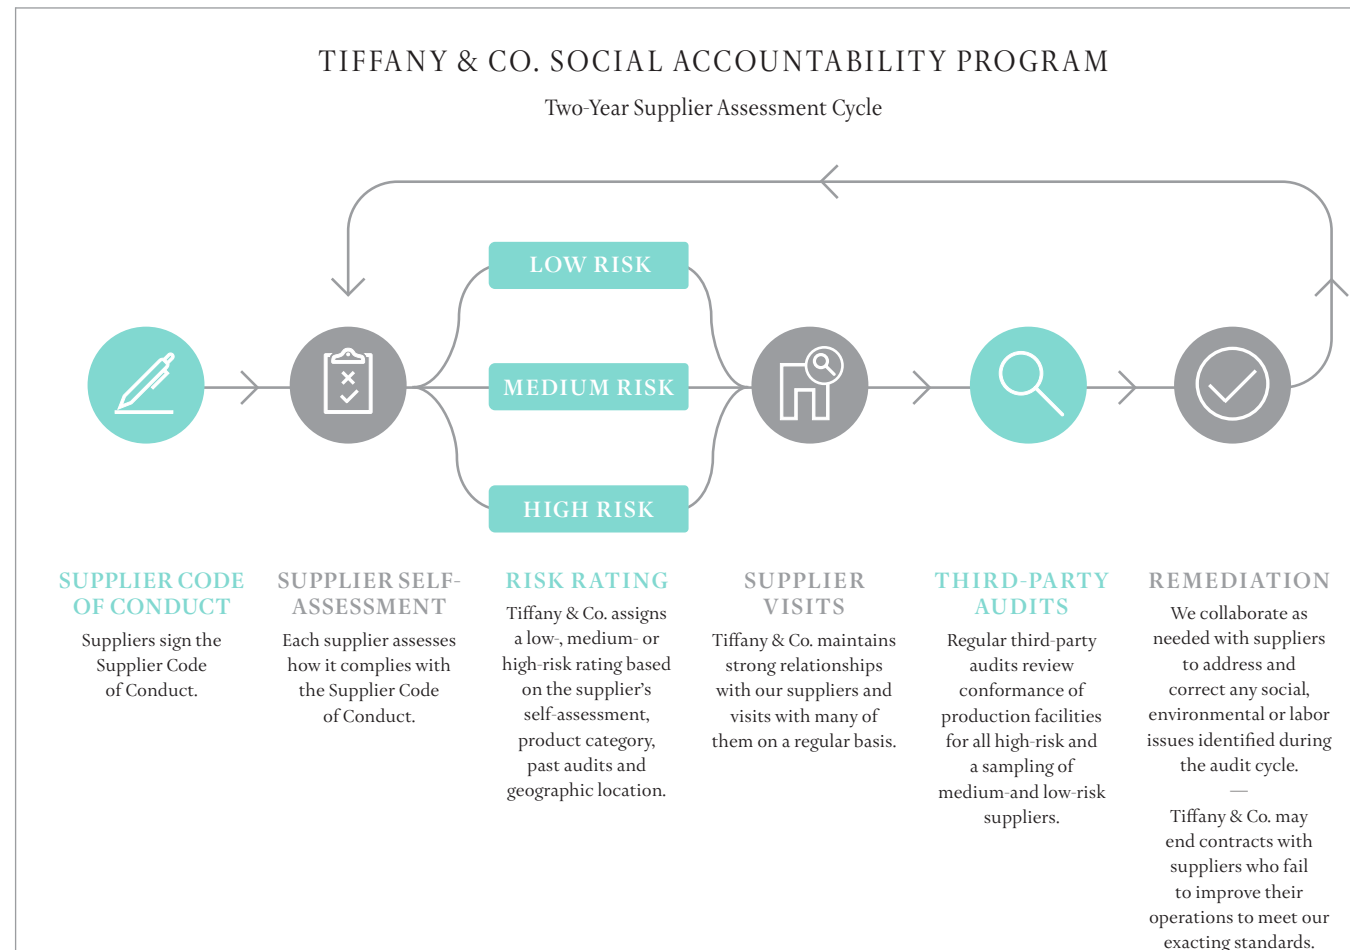 TIFFANY & CO. SOCIAL ACCOUNTABILITY PROGRAM
Two-Year Supplier Assessment Cycle
LOW RISK
MEDIUM RISK
HIGH RISK
SUPPLIER CODE
OF CONDUCT
Suppliers sign the
Supplier Code
of Conduct.
SUPPLIER SELF-
ASSESSMENT
Each supplier assesses
how it complies with
the Supplier Code
of Conduct.
RISK RATING
Tiffany & Co. assigns
a low-, medium- or
high-risk rating based
on the supplier’s
self-assessment,
product category,
past audits and
geographic location.
SUPPLIER
VISITS
Tiffany & Co. maintains
strong relationships
with our suppliers and
visits with many of
them on a regular basis.
THIRD-PARTY
AUDITS
Regular third-party
audits review
conformance of
production facilities
for all high-risk and
a sampling of
medium-and low-risk
suppliers.
REMEDIATION
We collaborate as
needed with suppliers
to address and
correct any social,
environmental or labor
issues identified during
the audit cycle.
—
Tiffany & Co. may
end contracts with
suppliers who fail
to improve their
operations to meet our
exacting standards.